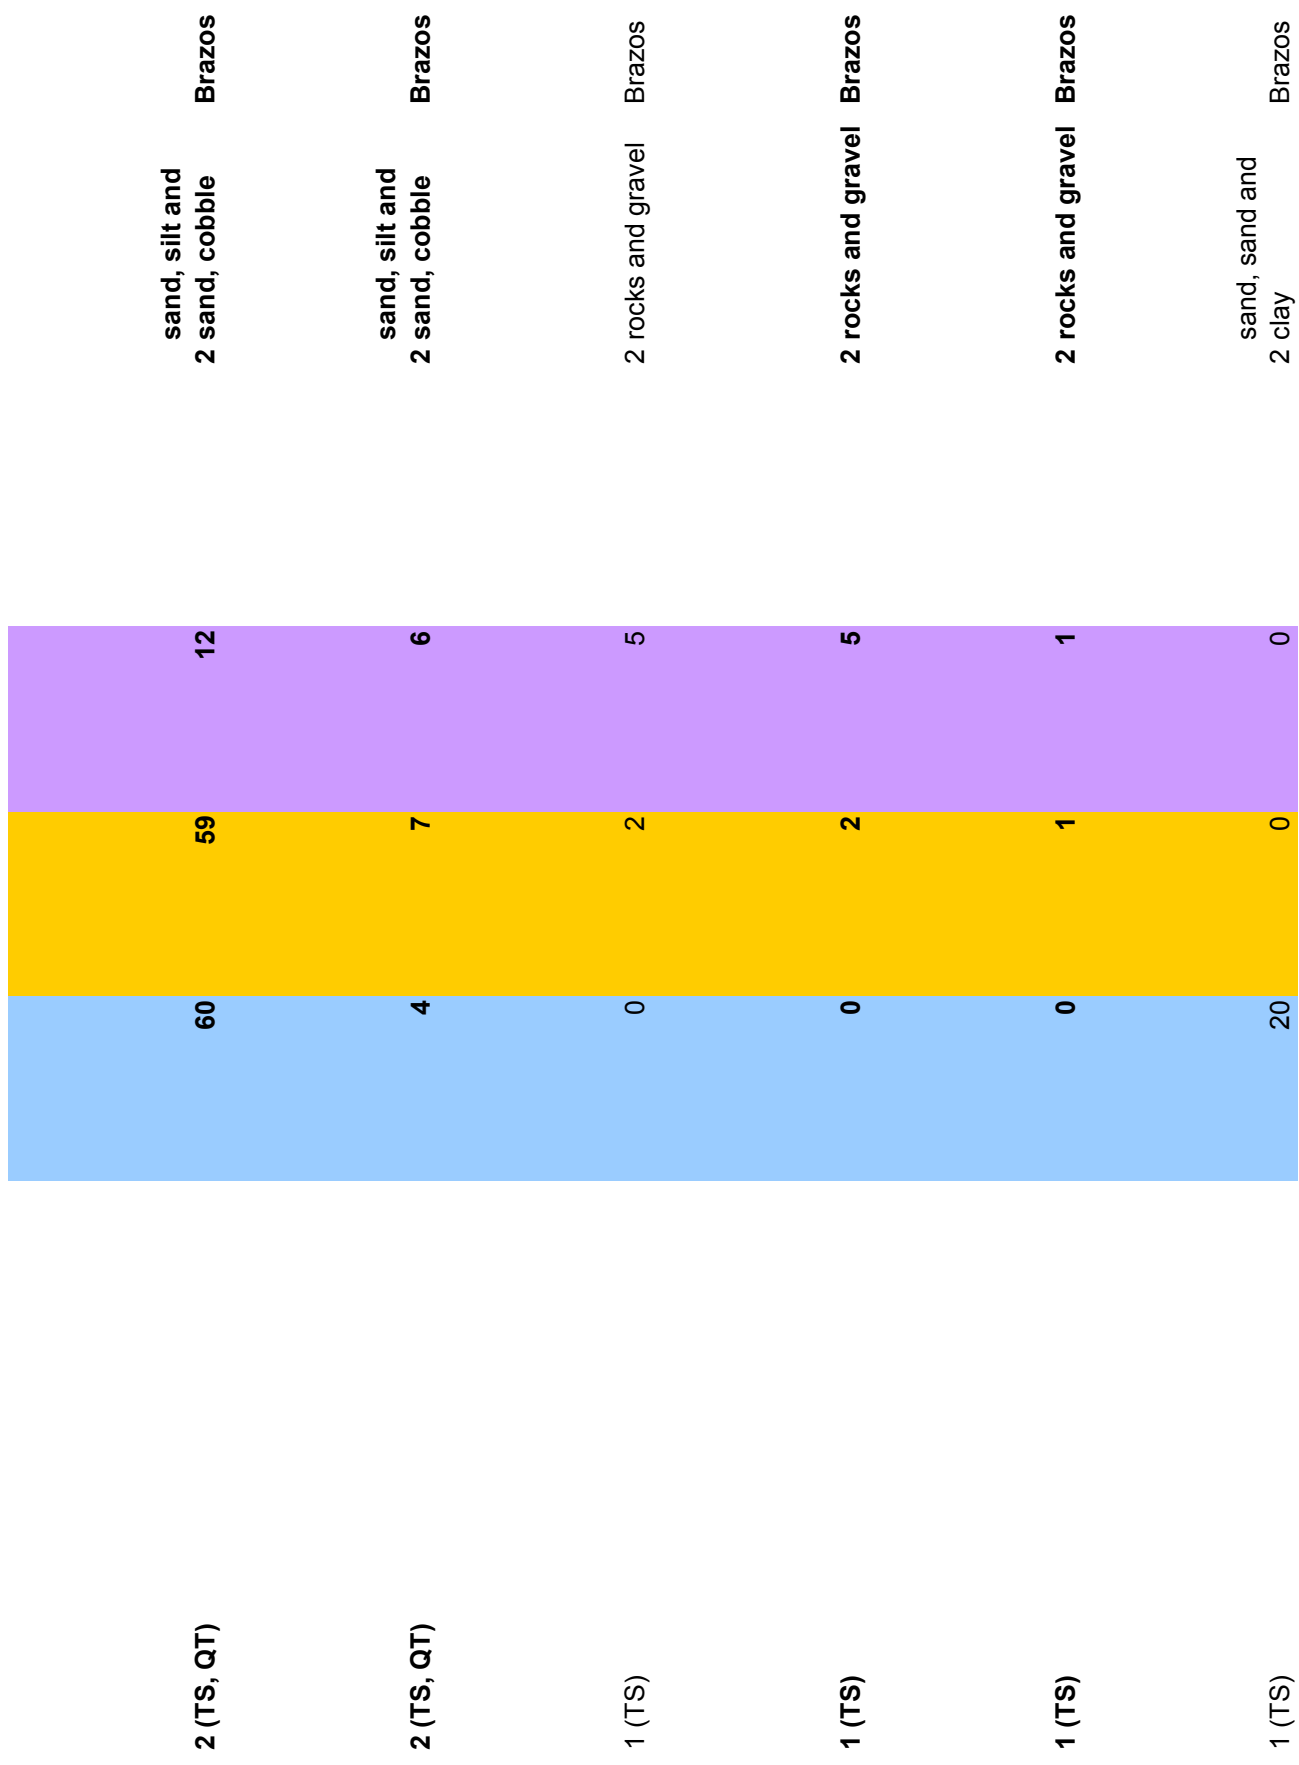 sand, silt and
2 (TS, QT) 60 59 12 2 sand, cobble Brazos
sand, silt and
2 (TS, QT) 4 7 6 2 sand, cobble Brazos
1 (TS) 0 2 5 2 rocks and gravel Brazos
1 (TS) 0 2 5 2 rocks and gravel Brazos
1 (TS) 0 1 1 2 rocks and gravel Brazos
sand, sand and
1 (TS) 20 0 0 2 clay Brazos